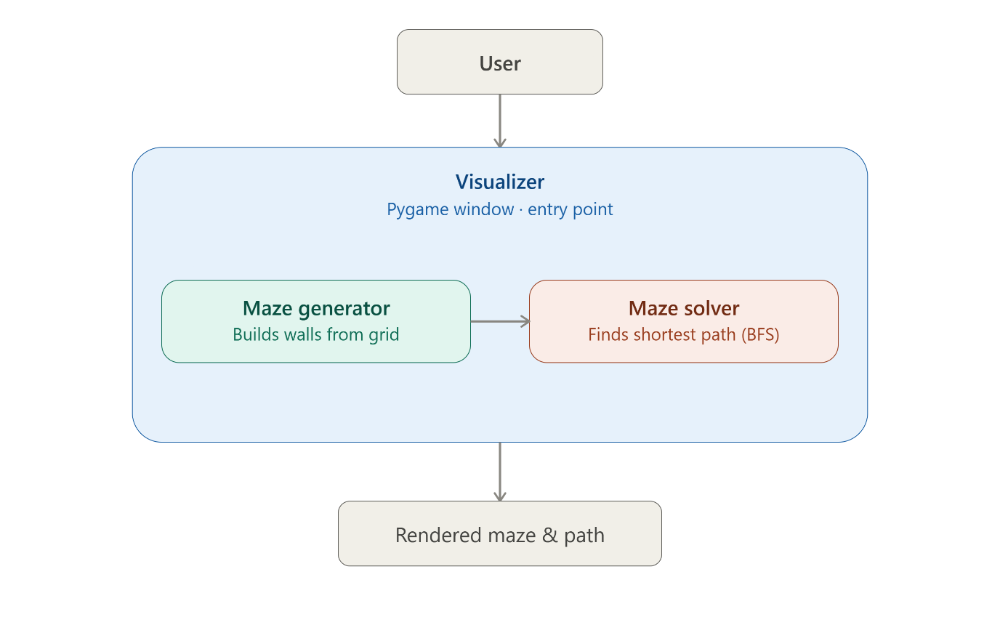 User
Visualizer
Pygame window · entry point
Maze generator
Builds walls from grid
Maze solver
Finds shortest path (BFS)
Rendered maze & path